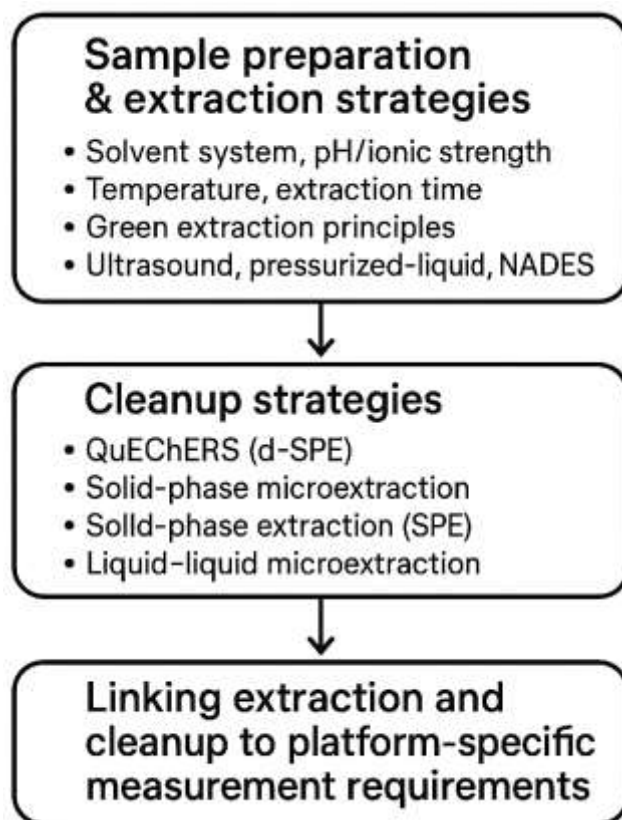 Sample preparation
& extraction strategies
• Solvent system, pH/ionic strength
• Temperature, extraction time
• Green extraction principles
• Ultrasound, pressurized-liquid, NADES
Cleanup strategies
• QuEChERS (d-SPE)
• Solid-phase microextraction
• Solld-phase extraction (SPE)
• Liquid–liquid microextraction
Linking extraction and
cleanup to platform-specific
measurement requirements